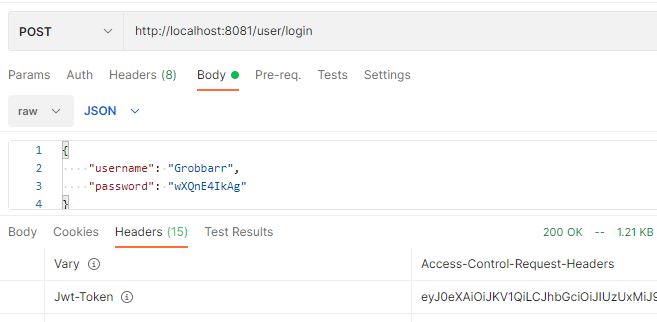 POST http://localhost:8081/user/login
Params Auth Headers (8) Body Pre-req. Tests Settings
raw JSON
1 {
2 "username": "Grobbarr",
3 "password": "wXQnE4IkAg"
4 }
Body Cookies Headers (15) Test Results 200 OK -- 1.21 KB
Vary Access-Control-Request-Headers
Jwt-Token eyJ0eXAiOiJKV1QiLCJhbGciOiJIUzUxMiJ9